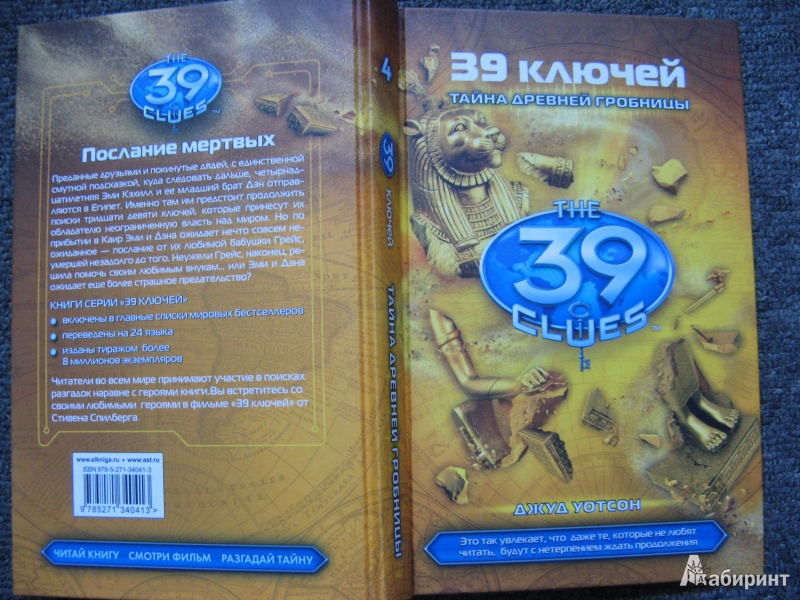 THE
39
CLUES™
Послание мертвых
Преданные друзьями и покинутые дядей, с единственной
смутной подсказкой, куда следовать дальше, четырнад-
цатилетняя Эми Кэхилл и ее младший брат Дэн отправ-
ляются в Египет. Именно там им предстоит продолжить
поиски тридцати девяти ключей, которые принесут их
обладателю неограниченную власть над миром. Но по
прибытии в Каир Эми и Дэна ожидает нечто совсем не-
ожиданное — послание от их любимой бабушки Грейс,
умершей незадолго до того. Неужели Грейс, наконец, ре-
шила помочь своим любимым внукам... или Эми и Дэна
ожидает еще более страшное предательство?
КНИГИ СЕРИИ «39 КЛЮЧЕЙ»
• включены в главные списки мировых бестселлеров
• переведены на 24 языка
• изданы тиражом более
8 миллионов экземпляров
Читатели во всем мире принимают участие в поисках
разгадок наравне с героями книги.Вы встретитесь со
своими любимыми героями в фильме «39 ключей» от
Стивена Спилберга.
www.elkniga.ru • www.ast.ru
ISBN 978-5-271-34041-3
9 785271 340413 >
ЧИТАЙ КНИГУ СМОТРИ ФИЛЬМ РАЗГАДАЙ ТАЙНУ
4
39
КЛЮЧЕЙ
ТАЙНА ДРЕВНЕЙ ГРОБНИЦЫ
39 КЛЮЧЕЙ
ТАЙНА ДРЕВНЕЙ ГРОБНИЦЫ
THE
39
CLUES™
ДЖУД УОТСОН
Это так увлекает, что даже те, которые не любят
читать, будут с нетерпением ждать продолжения
Лабиринт